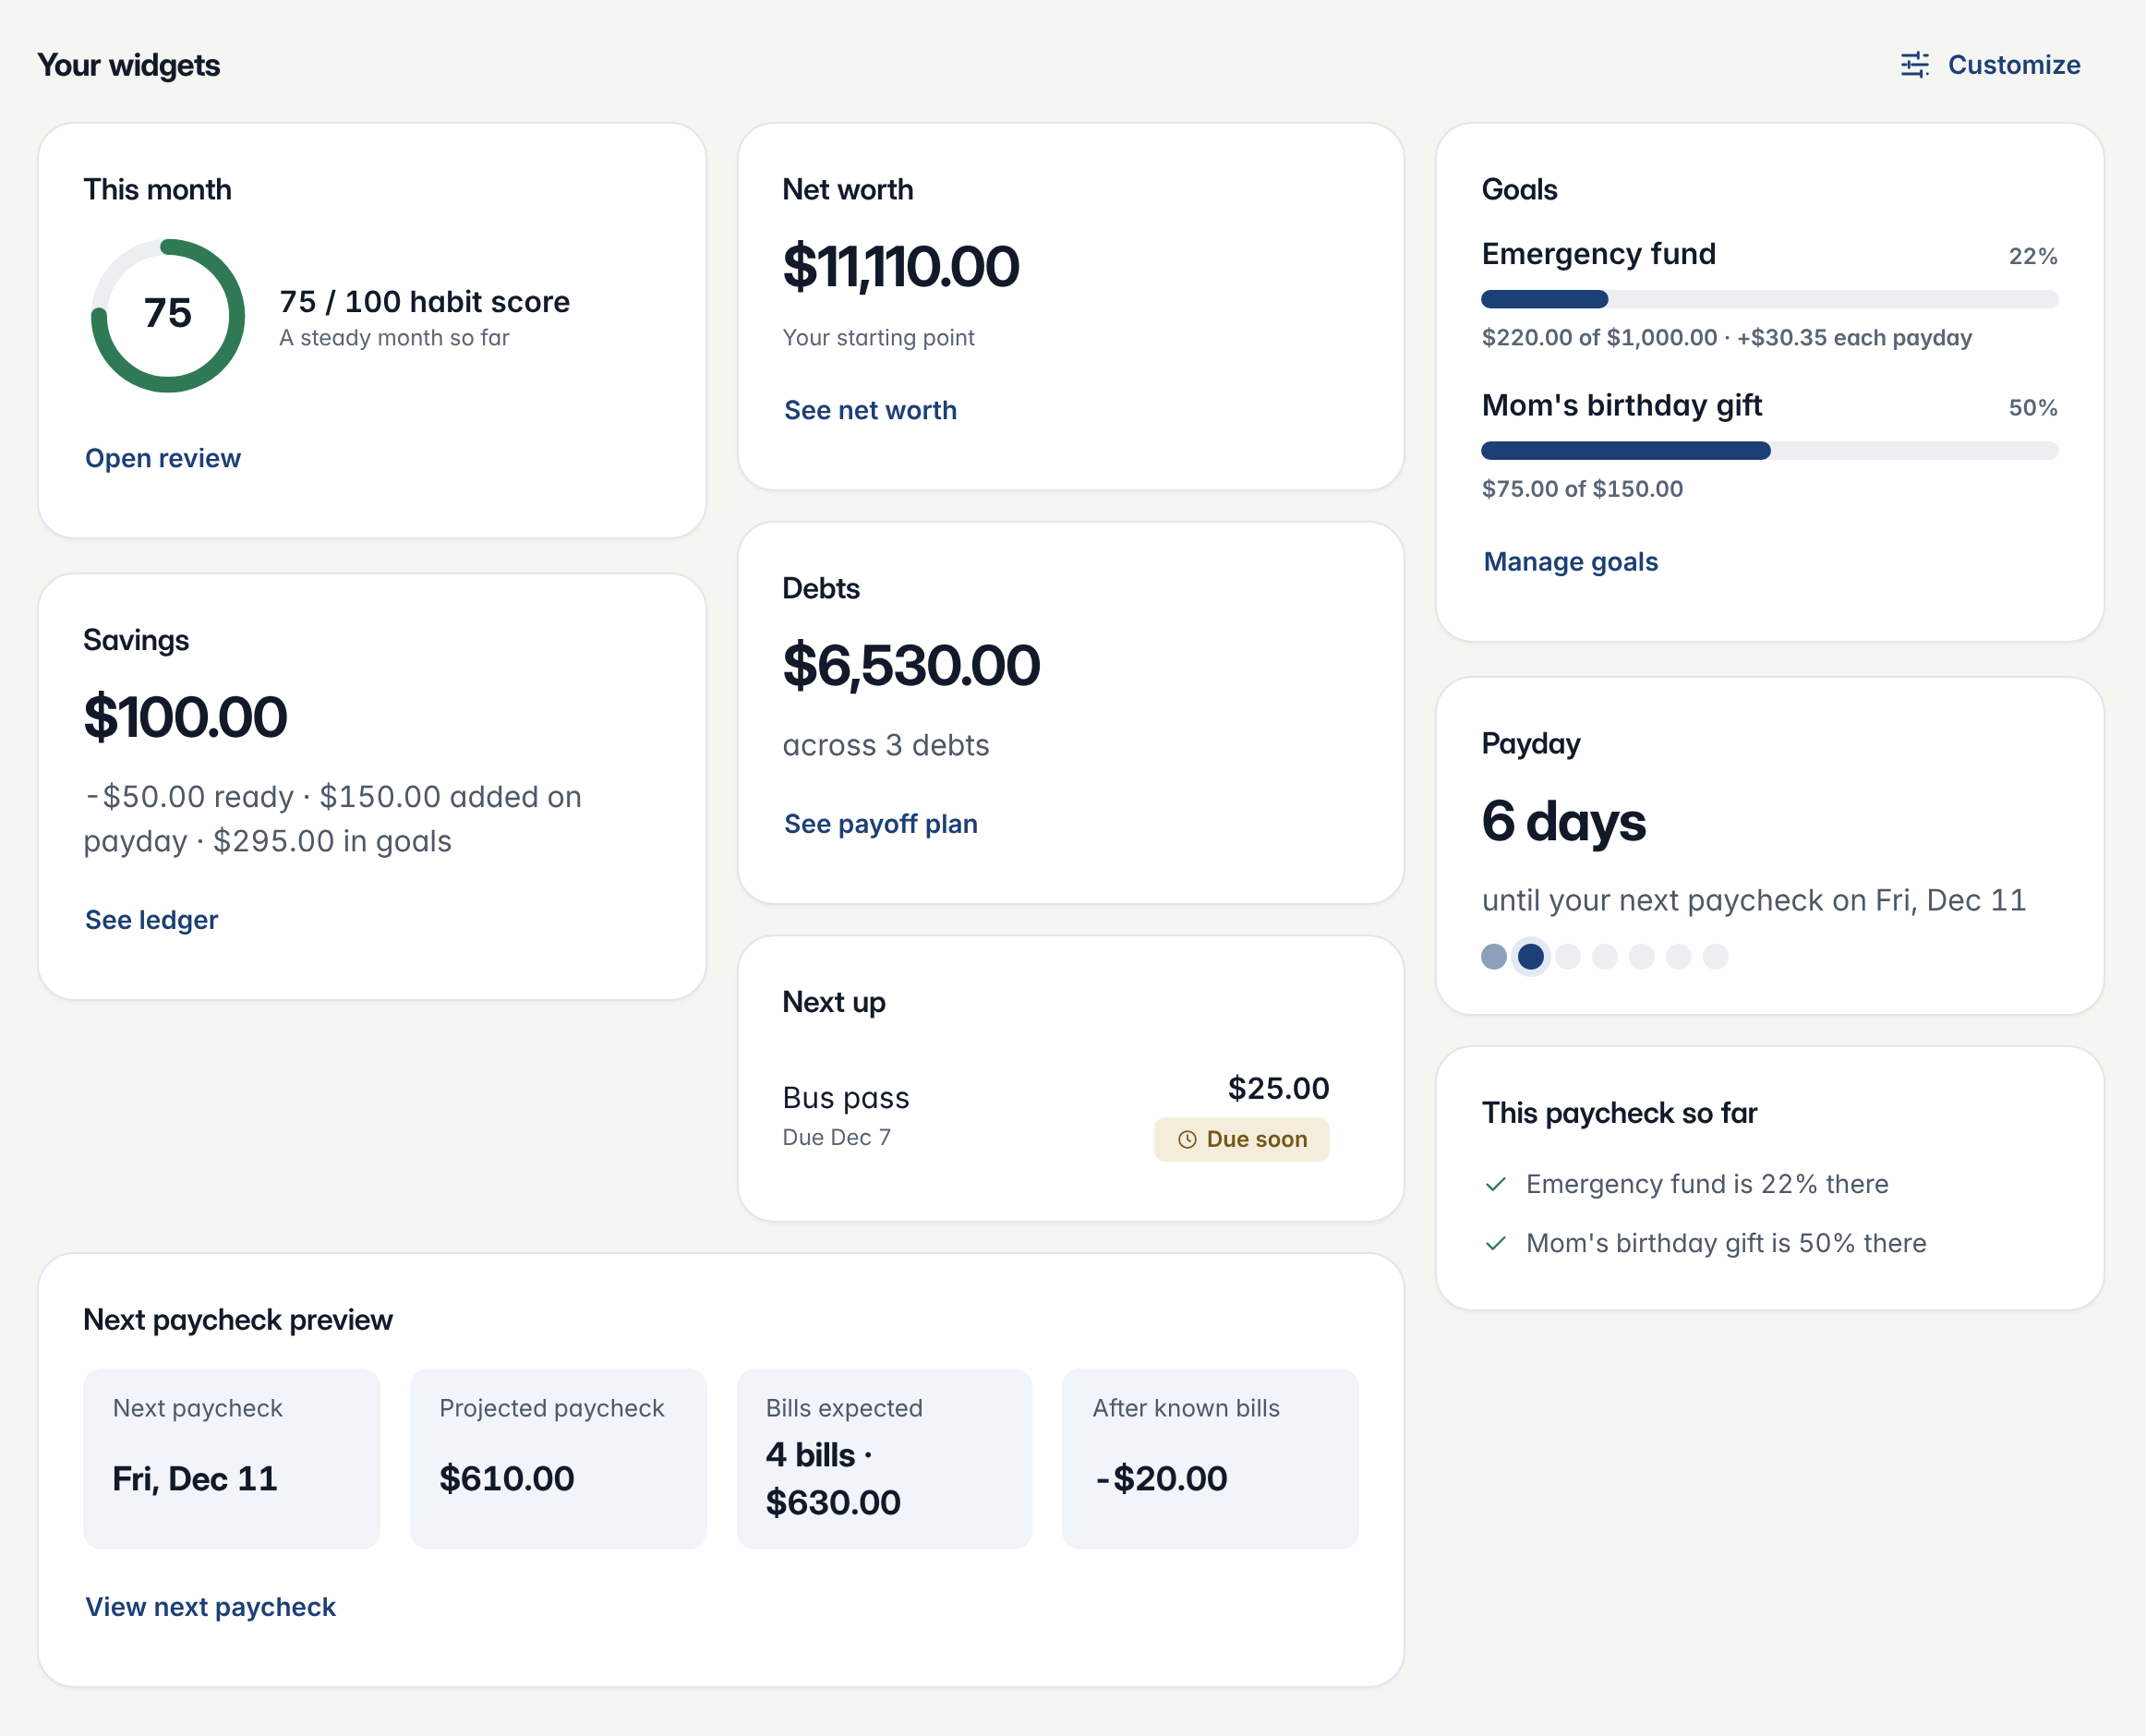 Your widgets
Customize
This month
75
75 / 100 habit score
A steady month so far
Open review
Savings
$100.00
-$50.00 ready · $150.00 added on
payday · $295.00 in goals
See ledger
Net worth
$11,110.00
Your starting point
See net worth
Debts
$6,530.00
across 3 debts
See payoff plan
Next up
Bus pass
$25.00
Due Dec 7
Due soon
Goals
Emergency fund
22%
$220.00 of $1,000.00 · +$30.35 each payday
Mom's birthday gift
50%
$75.00 of $150.00
Manage goals
Payday
6 days
until your next paycheck on Fri, Dec 11
This paycheck so far
Emergency fund is 22% there
Mom's birthday gift is 50% there
Next paycheck preview
Next paycheck
Fri, Dec 11
Projected paycheck
$610.00
Bills expected
4 bills ·
$630.00
After known bills
-$20.00
View next paycheck